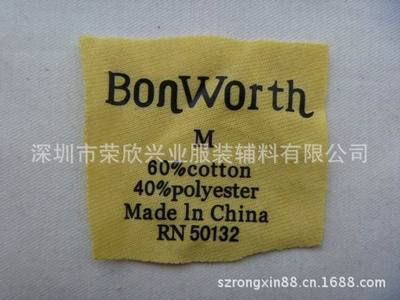 BonWorth
M
深圳市荣欣兴业服装辅料有限公司
60%cotton
40%polyester
Made In China
RN 50132
szrongxin88.cn.1688.com